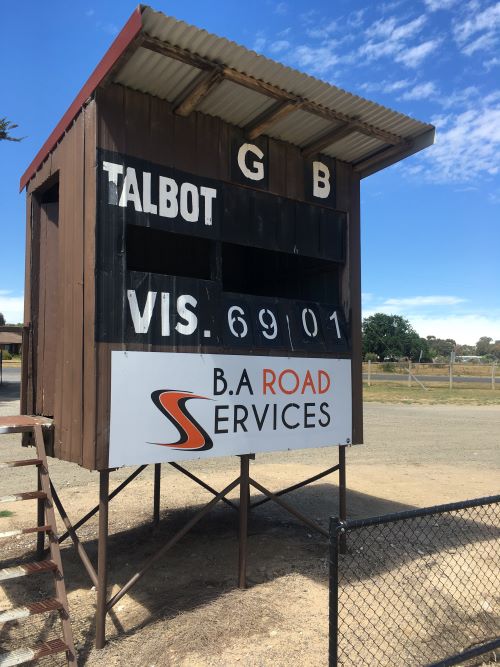 G B
TALBOT
VIS. 69 01
B.A ROAD
SERVICES